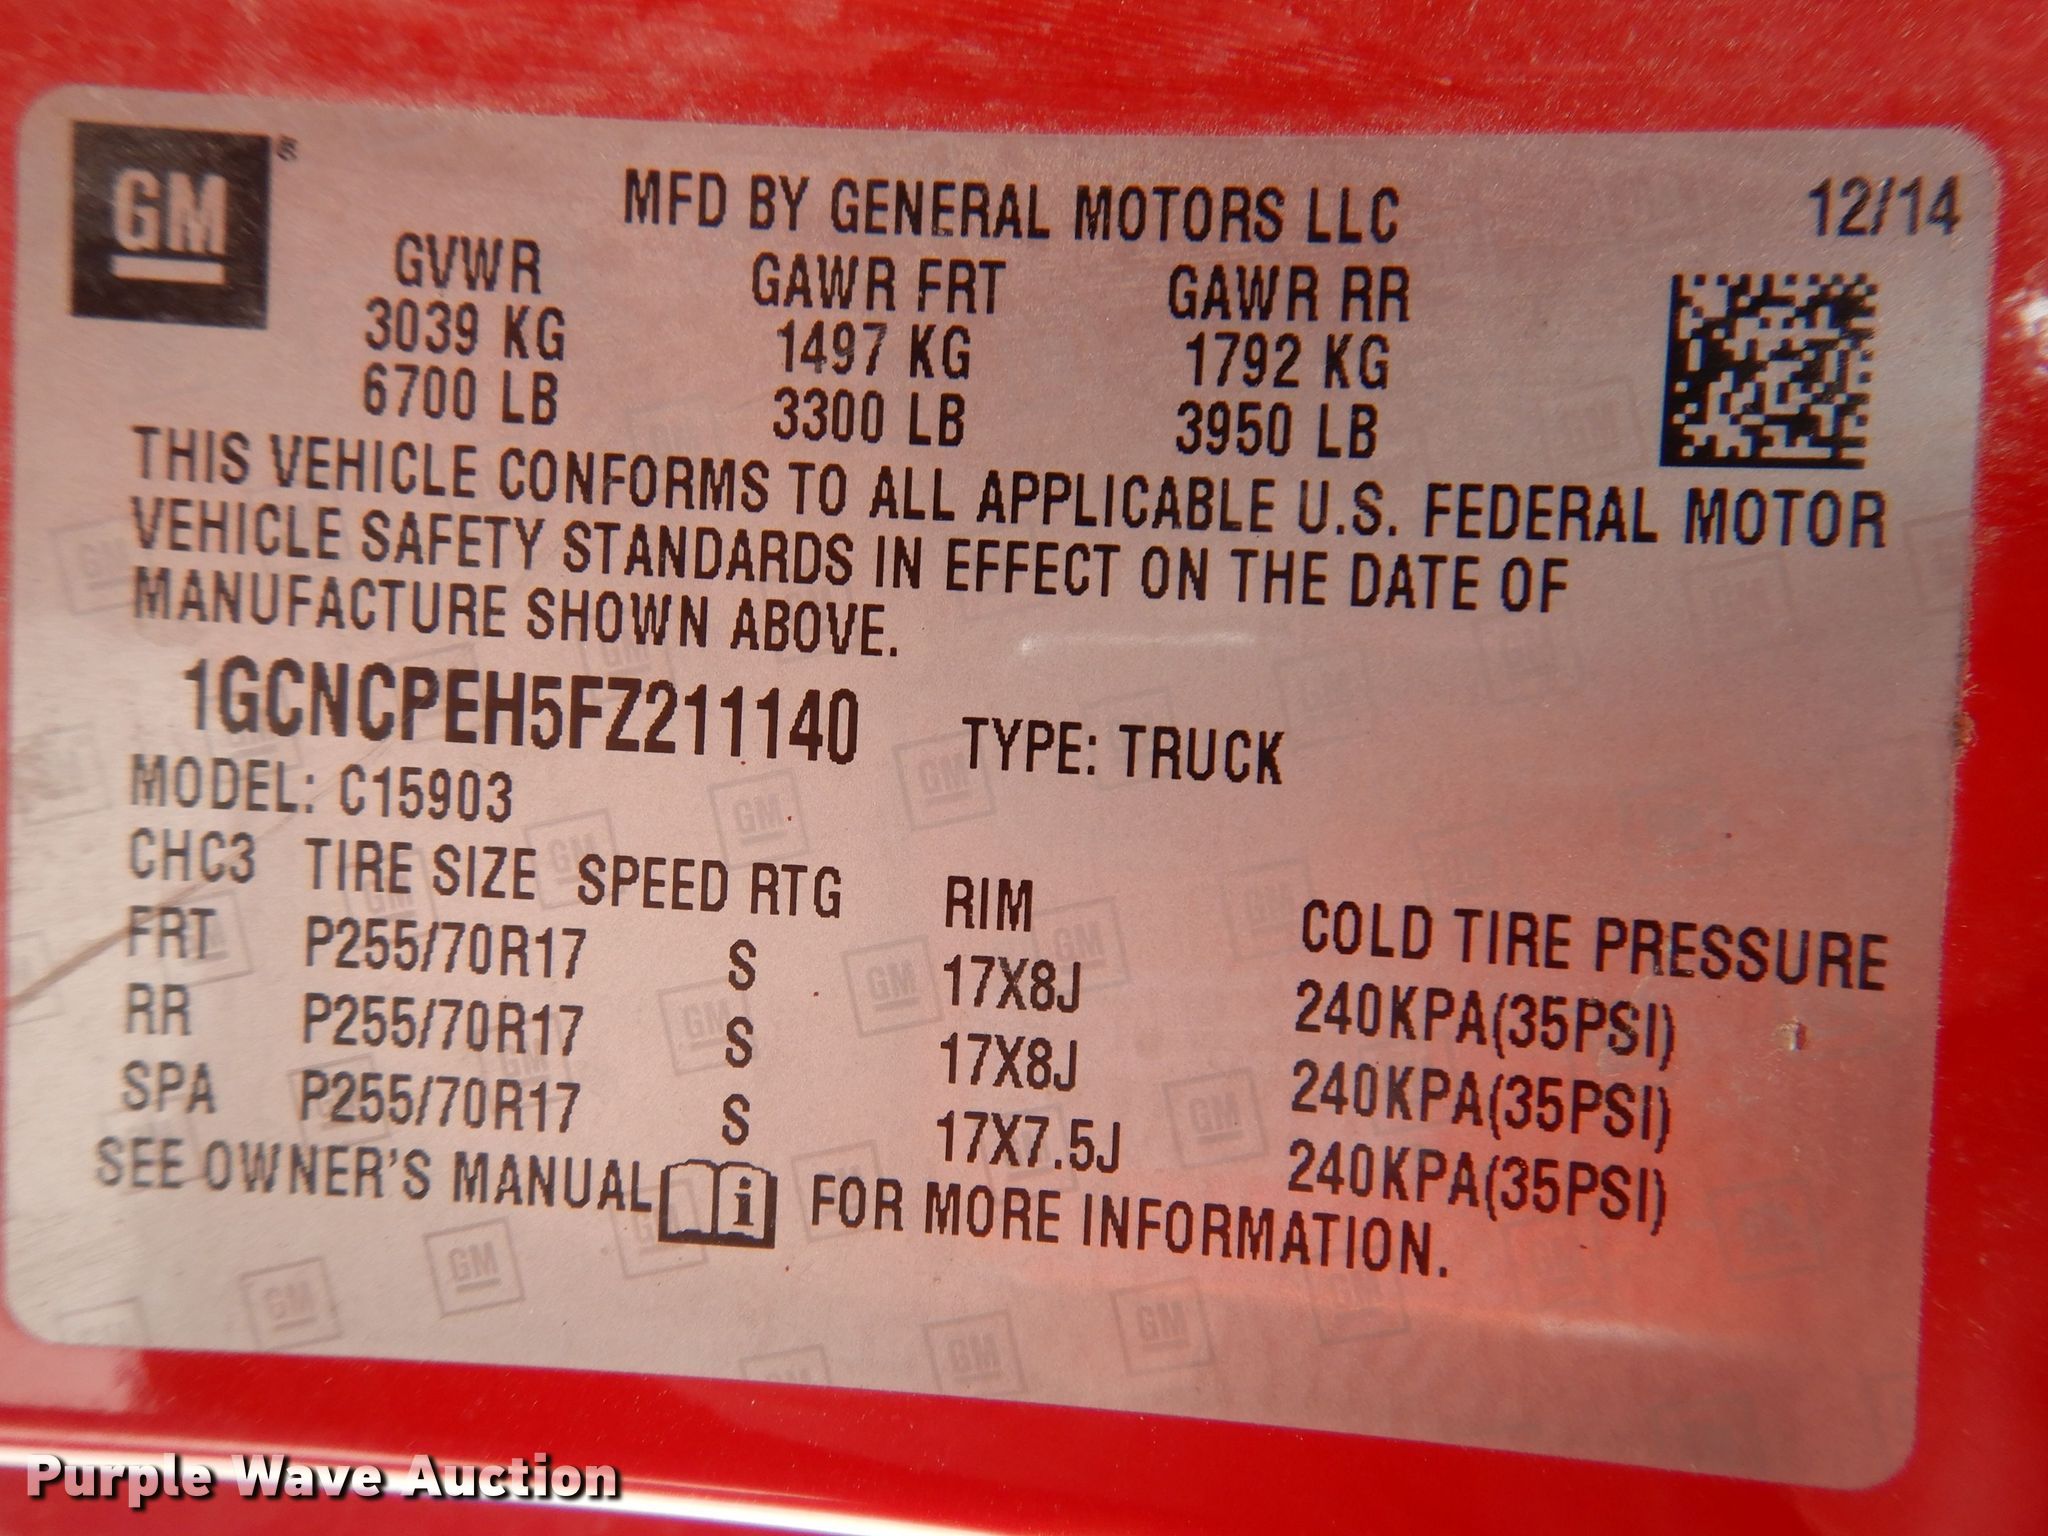 GM®
MFD BY GENERAL MOTORS LLC 12/14
GVWR GAWR FRT GAWR RR
3039 KG 1497 KG 1792 KG
6700 LB 3300 LB 3950 LB
THIS VEHICLE CONFORMS TO ALL APPLICABLE U.S. FEDERAL MOTOR
VEHICLE SAFETY STANDARDS IN EFFECT ON THE DATE OF
MANUFACTURE SHOWN ABOVE.
1GCNCPEH5FZ211140 TYPE: TRUCK
MODEL: C15903
CHC3 TIRE SIZE SPEED RTG RIM COLD TIRE PRESSURE
FRT P255/70R17 S 17X8J 240KPA(35PSI)
RR P255/70R17 S 17X8J 240KPA(35PSI)
SPA P255/70R17 S 17X7.5J 240KPA(35PSI)
SEE OWNER'S MANUAL i FOR MORE INFORMATION.
Purple Wave Auction